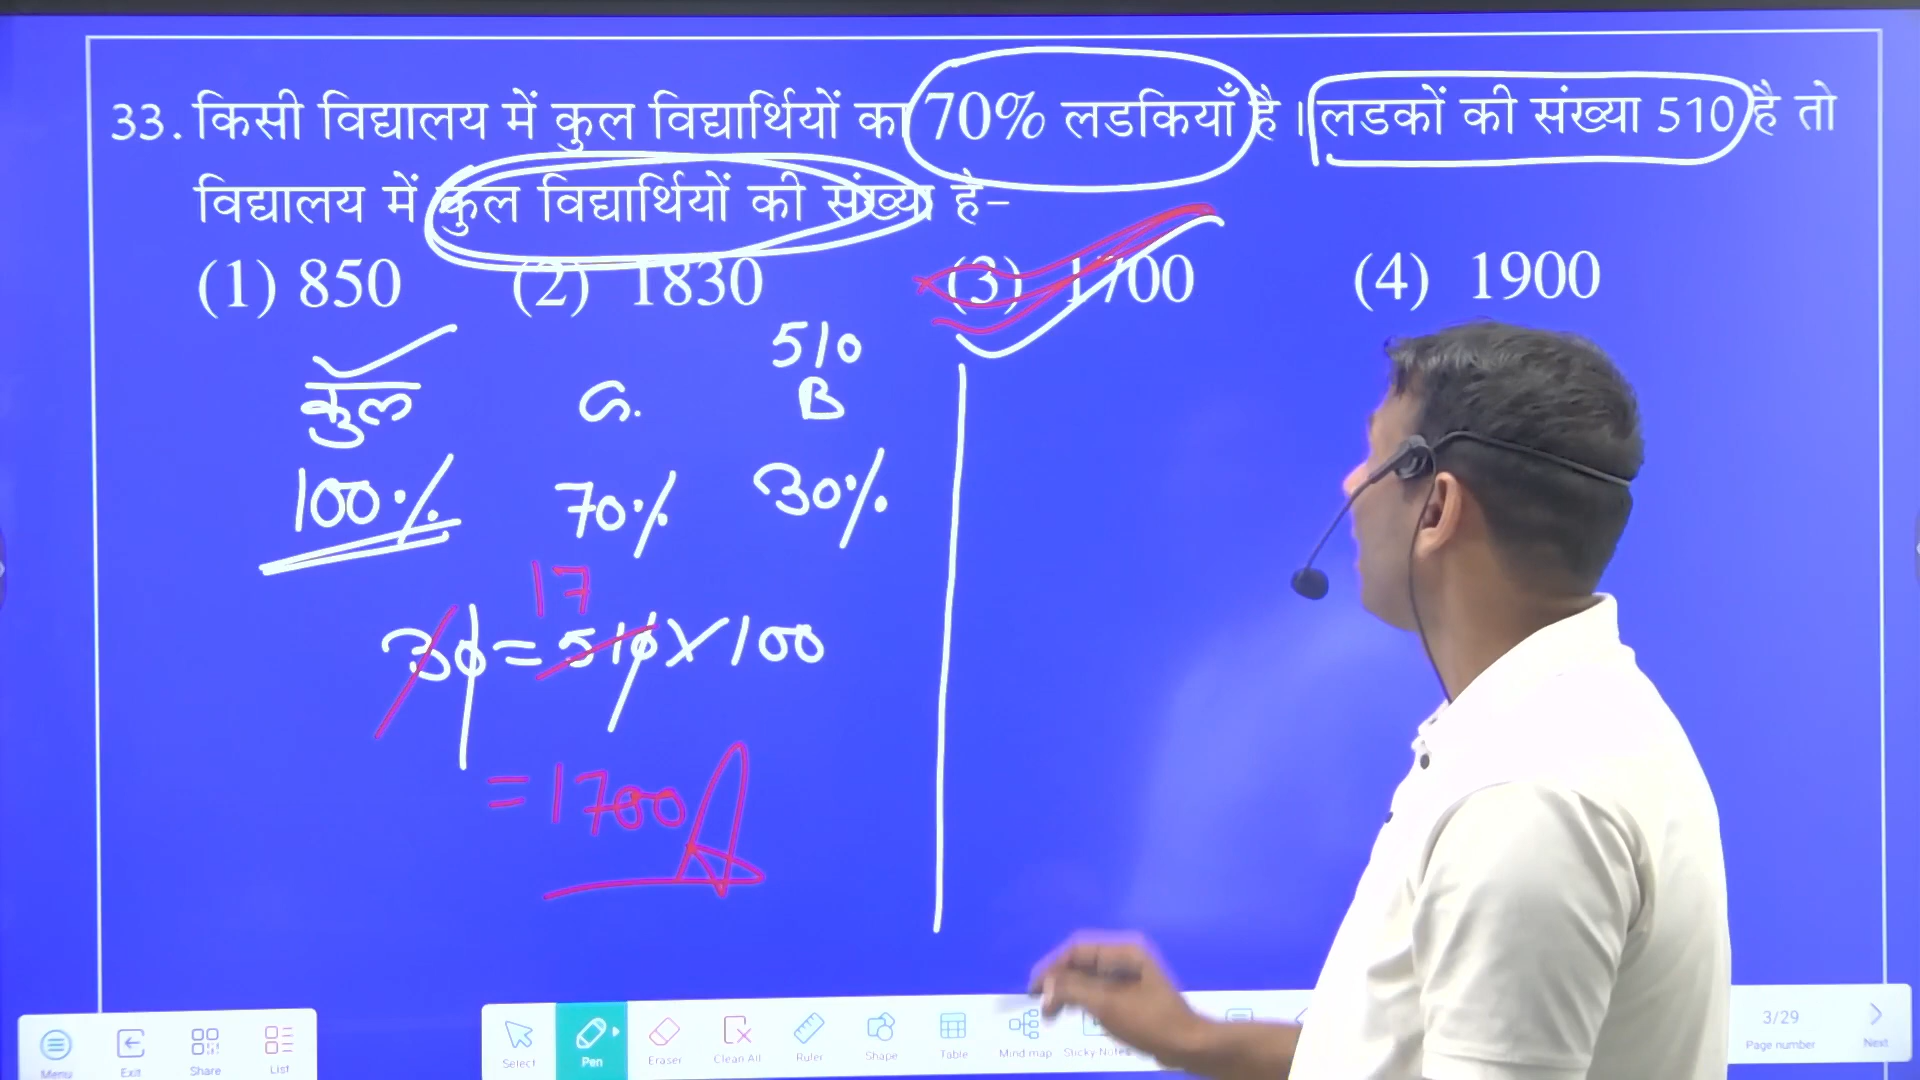 33. किसी विद्यालय में कुल विद्यार्थियों का 70% लडकियाँ है । लडकों की संख्या 510 है तो
विद्यालय में कुल विद्यार्थियों की संख्या है-
(1) 850 (2) 1830 (3) 1700 (4) 1900
510
कुल G. B
100% 70% 30%
17
30 = 510 × 100
= 1700 A
Menu Exit Share List Select Pen Eraser Clean All Ruler Shape Table Mind map Sticky Notes 3/29 Page number Next